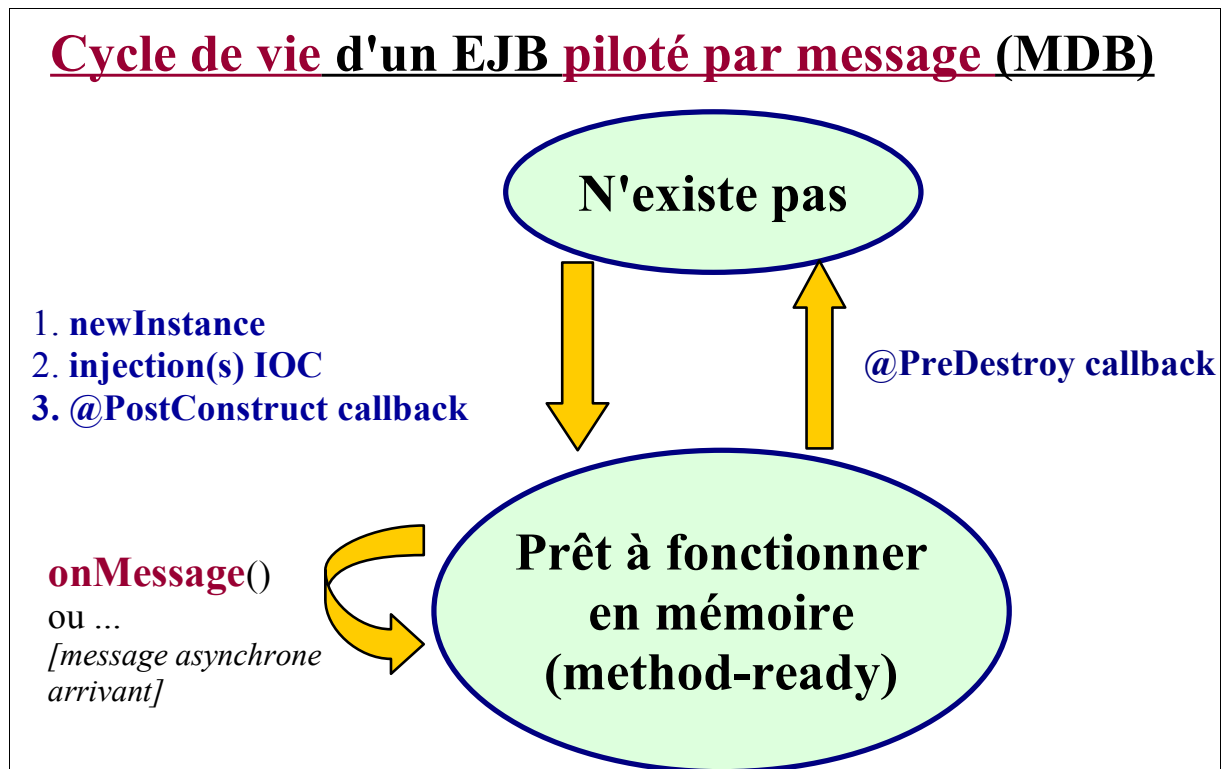 Cycle de vie d'un EJB piloté par message (MDB)
N'existe pas
1. newInstance
2. injection(s) IOC
3. @PostConstruct callback
@PreDestroy callback
onMessage()
ou ...
[message asynchrone
arrivant]
Prêt à fonctionner
en mémoire
(method-ready)